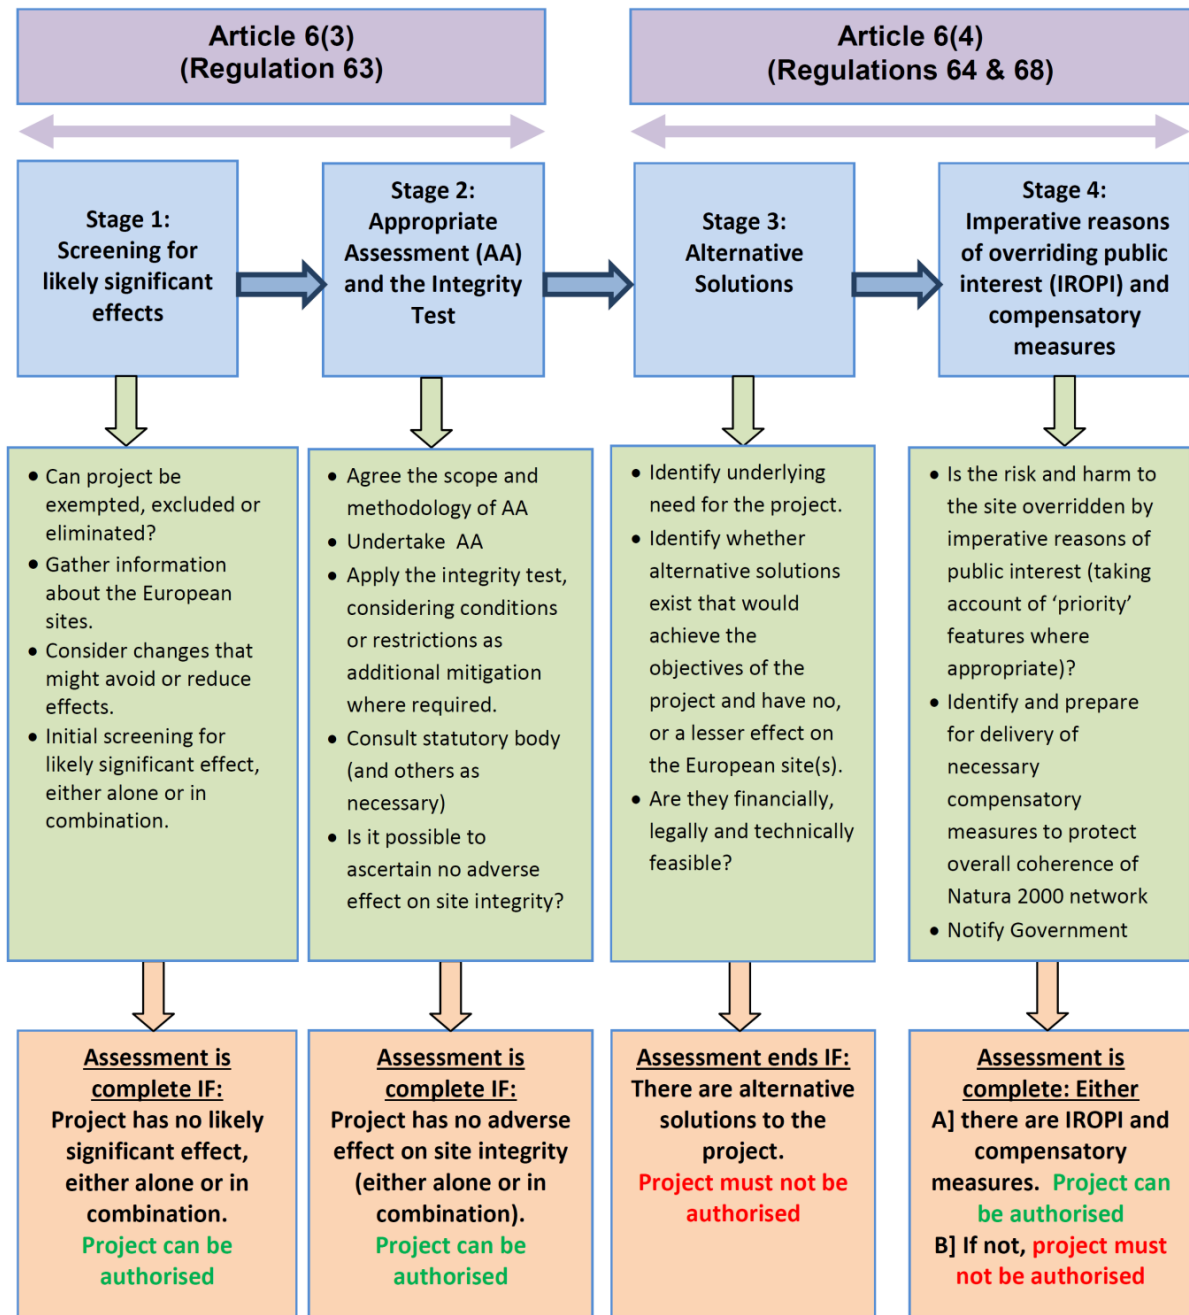 Article 6(3)
(Regulation 63)
Article 6(4)
(Regulations 64 & 68)
Stage 1:
Screening for
likely significant
effects
Stage 2:
Appropriate
Assessment (AA)
and the Integrity
Test
Stage 3:
Alternative
Solutions
Stage 4:
Imperative reasons
of overriding public
interest (IROPI) and
compensatory
measures
• Can project be
exempted, excluded or
eliminated?
• Gather information
about the European
sites.
• Consider changes that
might avoid or reduce
effects.
• Initial screening for
likely significant effect,
either alone or in
combination.
• Agree the scope and
methodology of AA
• Undertake AA
• Apply the integrity test,
considering conditions
or restrictions as
additional mitigation
where required.
• Consult statutory body
(and others as
necessary)
• Is it possible to
ascertain no adverse
effect on site integrity?
• Identify underlying
need for the project.
• Identify whether
alternative solutions
exist that would
achieve the
objectives of the
project and have no,
or a lesser effect on
the European site(s).
• Are they financially,
legally and technically
feasible?
• Is the risk and harm to
the site overridden by
imperative reasons of
public interest (taking
account of ‘priority’
features where
appropriate)?
• Identify and prepare
for delivery of
necessary
compensatory
measures to protect
overall coherence of
Natura 2000 network
• Notify Government
Assessment is
complete IF:
Project has no likely
significant effect,
either alone or in
combination.
Project can be
authorised
Assessment is
complete IF:
Project has no adverse
effect on site integrity
(either alone or in
combination).
Project can be
authorised
Assessment ends IF:
There are alternative
solutions to the
project.
Project must not be
authorised
Assessment is
complete: Either
A] there are IROPI and
compensatory
measures. Project can
be authorised
B] If not, project must
not be authorised